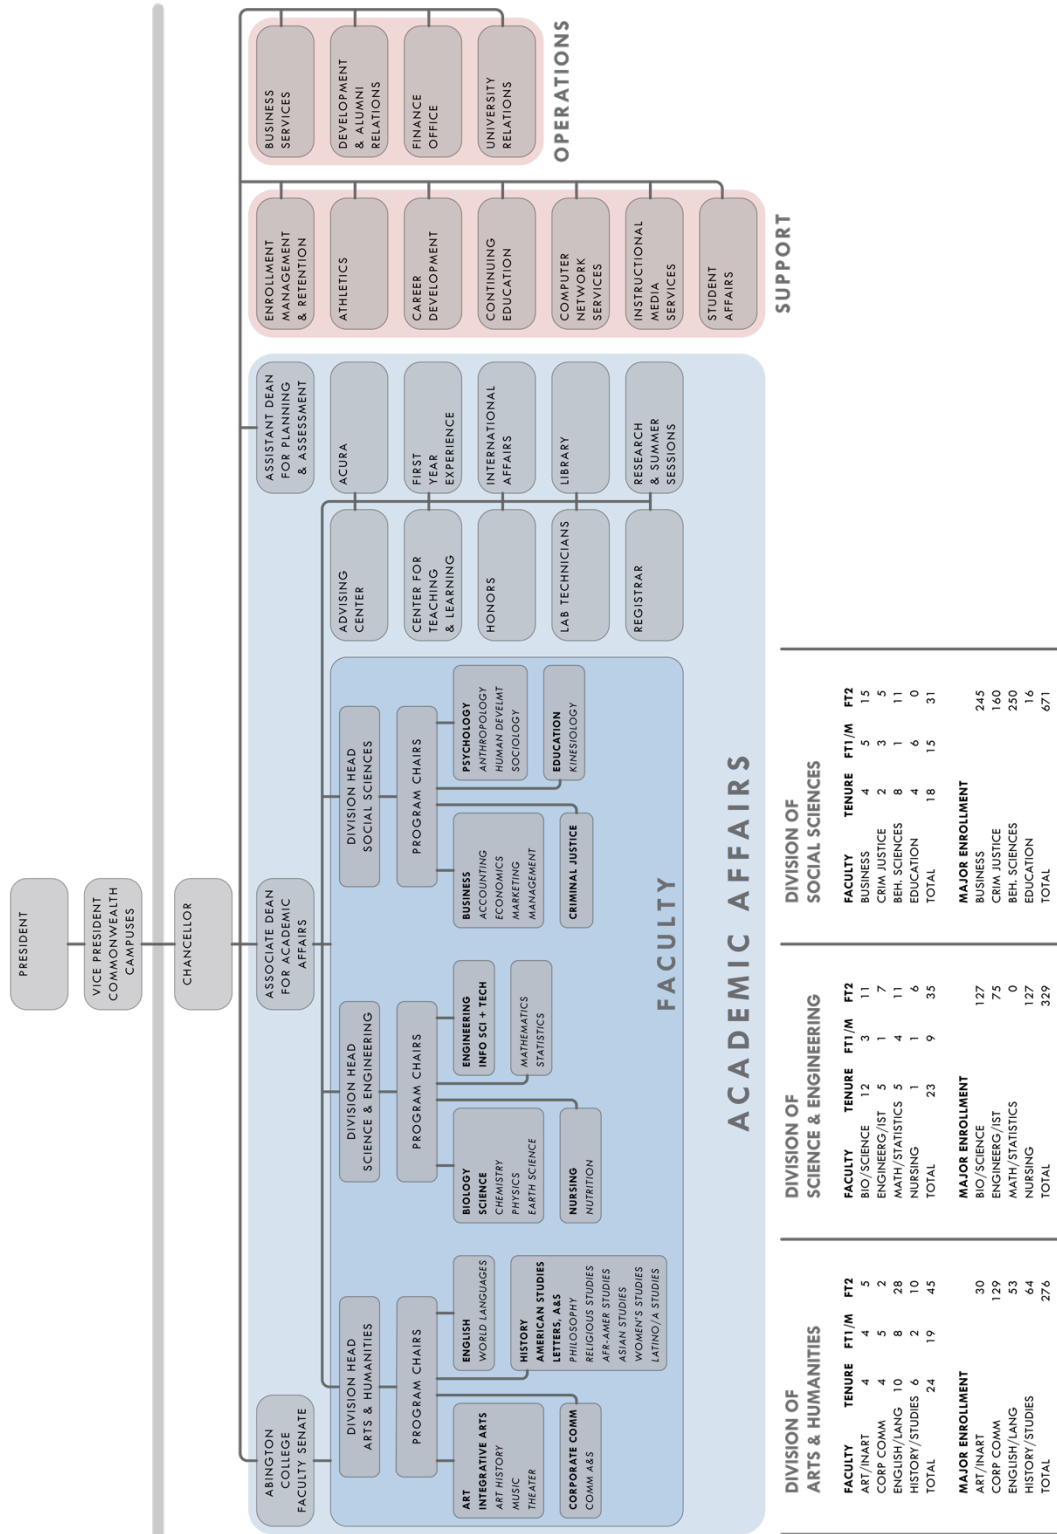 PRESIDENT
VICE PRESIDENT
COMMONWEALTH
CAMPUSES
CHANCELLOR
ABINGTON
COLLEGE
FACULTY SENATE
ASSOCIATE DEAN
FOR ACADEMIC
AFFAIRS
ASSISTANT DEAN
FOR PLANNING
& ASSESSMENT
ENROLLMENT
MANAGEMENT
& RETENTION
BUSINESS
SERVICES
DIVISION HEAD
ARTS & HUMANITIES
PROGRAM CHAIRS
ART
INTEGRATIVE ARTS
ART HISTORY
MUSIC
THEATER
ENGLISH
WORLD LANGUAGES
CORPORATE COMM
COMM A&S
HISTORY
AMERICAN STUDIES
LETTERS, A&S
PHILOSOPHY
RELIGIOUS STUDIES
AFR-AMER STUDIES
ASIAN STUDIES
WOMEN'S STUDIES
LATINO/A STUDIES
DIVISION HEAD
SCIENCE & ENGINEERING
PROGRAM CHAIRS
BIOLOGY
SCIENCE
CHEMISTRY
PHYSICS
EARTH SCIENCE
ENGINEERING
INFO SCI + TECH
NURSING
NUTRITION
MATHEMATICS
STATISTICS
DIVISION HEAD
SOCIAL SCIENCES
PROGRAM CHAIRS
BUSINESS
ACCOUNTING
ECONOMICS
MARKETING
MANAGEMENT
PSYCHOLOGY
ANTHROPOLOGY
HUMAN DEVELMT
SOCIOLOGY
CRIMINAL JUSTICE
EDUCATION
KINESIOLOGY
FACULTY
ADVISING
CENTER
CENTER FOR
TEACHING
& LEARNING
HONORS
LAB TECHNICIANS
REGISTRAR
ACURA
FIRST
YEAR
EXPERIENCE
INTERNATIONAL
AFFAIRS
LIBRARY
RESEARCH
& SUMMER
SESSIONS
ACADEMIC AFFAIRS
ATHLETICS
CAREER
DEVELOPMENT
CONTINUING
EDUCATION
COMPUTER
NETWORK
SERVICES
INSTRUCTIONAL
MEDIA
SERVICES
STUDENT
AFFAIRS
SUPPORT
DEVELOPMENT
& ALUMNI
RELATIONS
FINANCE
OFFICE
UNIVERSITY
RELATIONS
OPERATIONS
DIVISION OF
ARTS & HUMANITIES
FACULTY TENURE FT1/M FT2
ART/INART 4 4 5
CORP COMM 4 5 2
ENGLISH/LANG 10 8 28
HISTORY/STUDIES 6 2 10
TOTAL 24 19 45
MAJOR ENROLLMENT
ART/INART 30
CORP COMM 129
ENGLISH/LANG 53
HISTORY/STUDIES 64
TOTAL 276
DIVISION OF
SCIENCE & ENGINEERING
FACULTY TENURE FT1/M FT2
BIO/SCIENCE 12 3 11
ENGINEERG/IST 5 1 7
MATH/STATISTICS 5 4 11
NURSING 1 1 6
TOTAL 23 9 35
MAJOR ENROLLMENT
BIO/SCIENCE 127
ENGINEERG/IST 75
MATH/STATISTICS 0
NURSING 127
TOTAL 329
DIVISION OF
SOCIAL SCIENCES
FACULTY TENURE FT1/M FT2
BUSINESS 4 5 15
CRIM JUSTICE 2 3 5
BEH. SCIENCES 8 1 11
EDUCATION 4 6 0
TOTAL 18 15 31
MAJOR ENROLLMENT
BUSINESS 245
CRIM JUSTICE 160
BEH. SCIENCES 250
EDUCATION 16
TOTAL 671